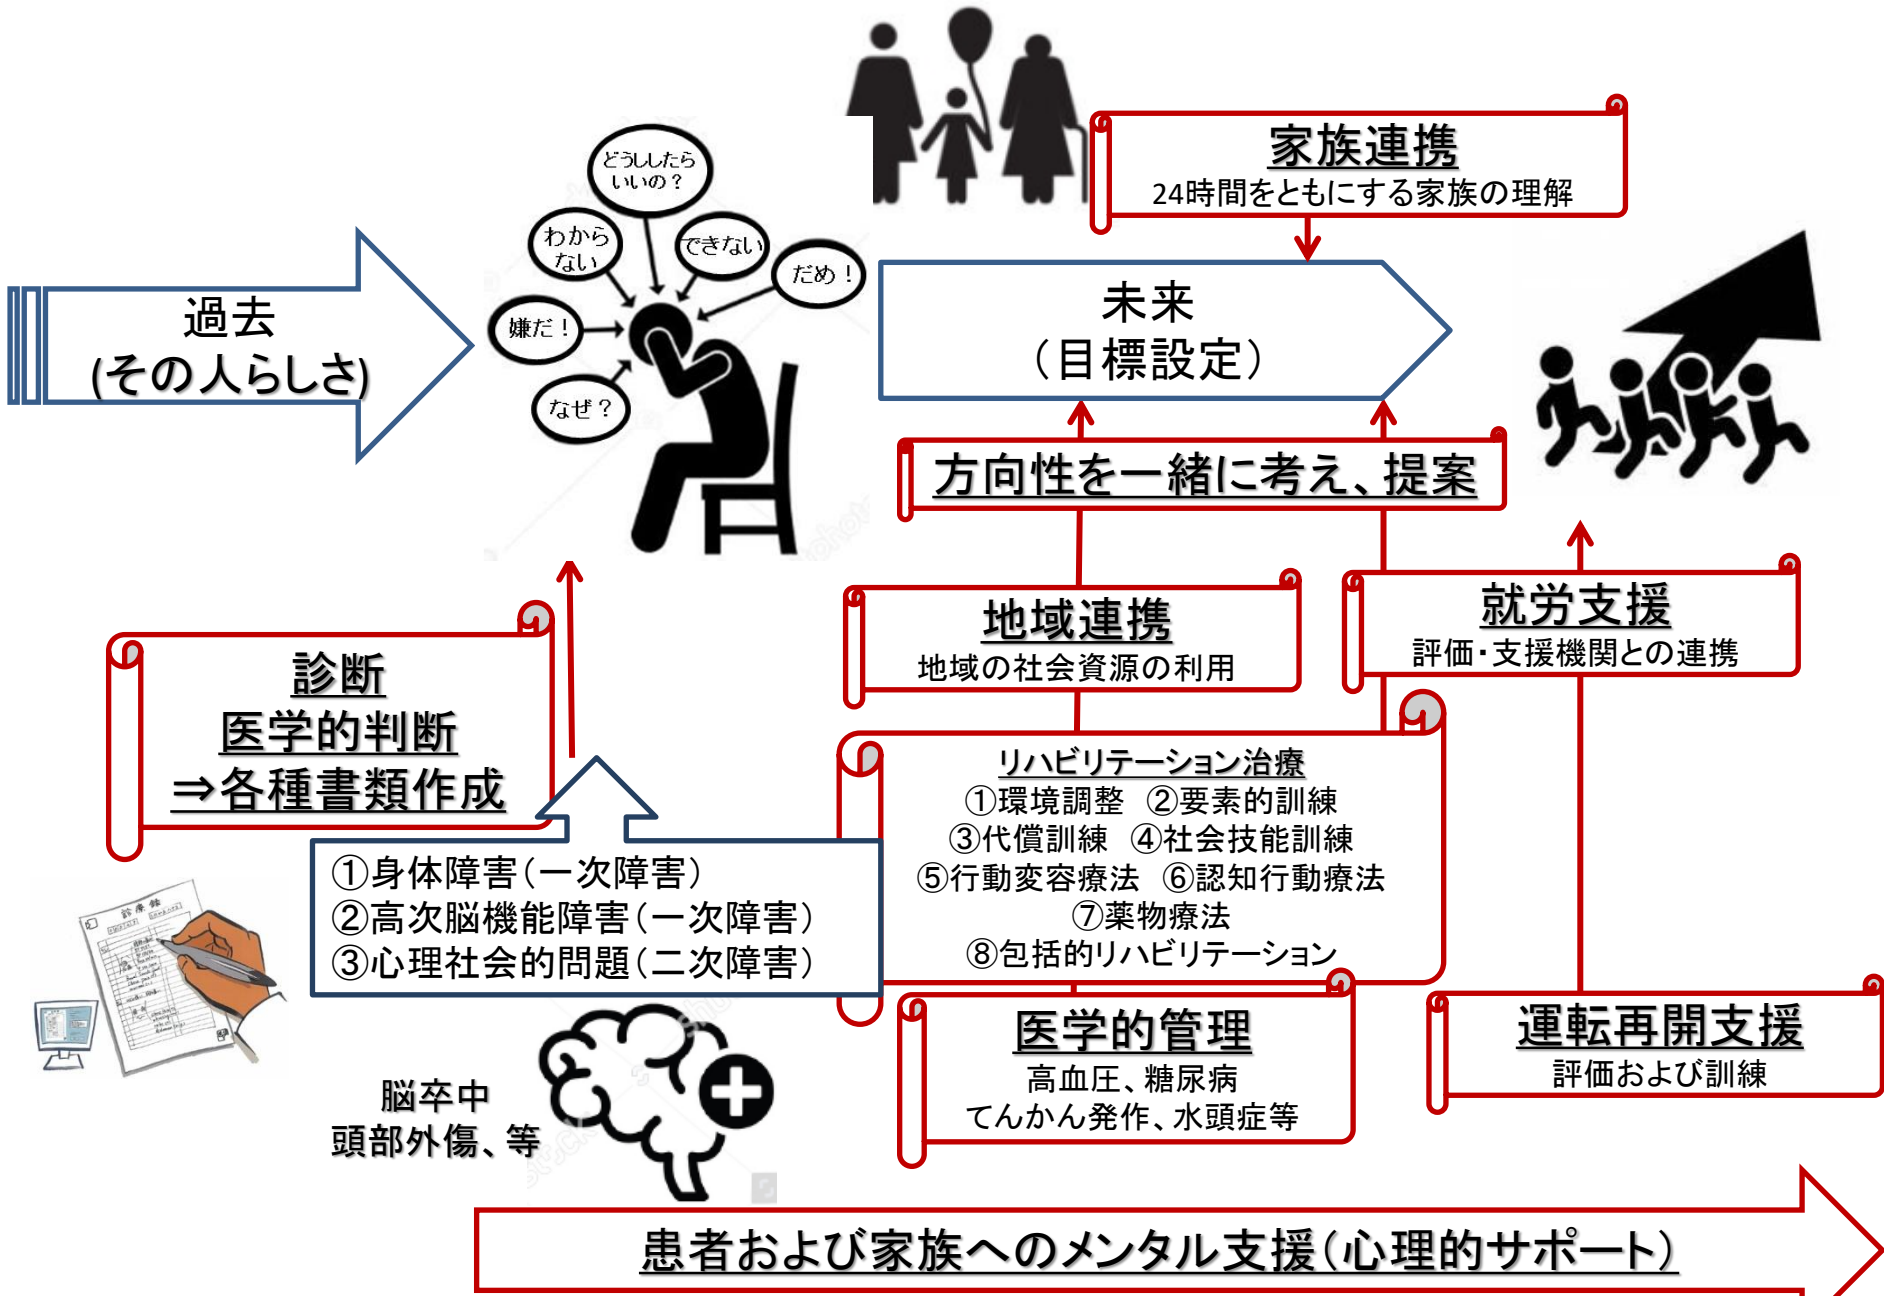 家族連携
24時間をともにする家族の理解
どうししたら
いいの？
わから
ない
できない
だめ！
嫌だ！
なぜ？
過去
(その人らしさ)
未来
（目標設定）
方向性を一緒に考え、提案
地域連携
地域の社会資源の利用
就労支援
評価・支援機関との連携
診断
医学的判断
⇒各種書類作成
リハビリテーション治療
①環境調整 ②要素的訓練
③代償訓練 ④社会技能訓練
⑤行動変容療法 ⑥認知行動療法
⑦薬物療法
⑧包括的リハビリテーション
①身体障害（一次障害）
②高次脳機能障害（一次障害）
③心理社会的問題（二次障害）
診療録
医学的管理
高血圧、糖尿病
てんかん発作、水頭症等
運転再開支援
評価および訓練
脳卒中
頭部外傷、等
患者および家族へのメンタル支援（心理的サポート）